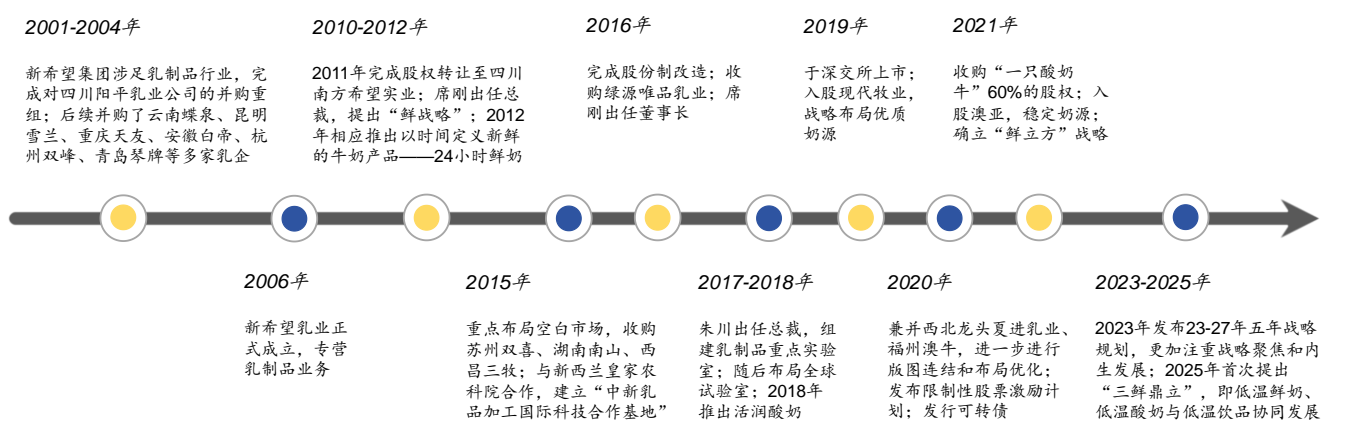 2001-2004年
新希望集团涉足乳制品行业，完
成对四川阳平乳业公司的并购重
组；后续并购了云南蝶泉、昆明
雪兰、重庆天友、安徽白帝、杭
州双峰、青岛琴牌等多家乳企
2010-2012年
2011年完成股权转让至四川
南方希望实业；席刚出任总
裁，提出“鲜战略”；2012
年相应推出以时间定义新鲜
的牛奶产品——24小时鲜奶
2016年
完成股份制改造；收
购绿源唯品乳业；席
刚出任董事长
2019年
于深交所上市；
入股现代牧业，
战略布局优质
奶源
2021年
收购“一只酸奶
牛”60%的股权；入
股澳亚，稳定奶源；
确立“鲜立方”战略
2006年
新希望乳业正
式成立，专营
乳制品业务
2015年
重点布局空白市场，收购
苏州双喜、湖南南山、西
昌三牧；与新西兰皇家农
科院合作，建立“中新乳
品加工国际科技合作基地”
2017-2018年
朱川出任总裁，组
建乳制品重点实验
室；随后布局全球
试验室；2018年
推出活润酸奶
2020年
兼并西北龙头夏进乳业、
福州澳牛，进一步进行
版图连结和布局优化；
发布限制性股票激励计
划；发行可转债
2023-2025年
2023年发布23-27年五年战略
规划，更加注重战略聚焦和内
生发展；2025年首次提出
“三鲜鼎立”，即低温鲜奶、
低温酸奶与低温饮品协同发展